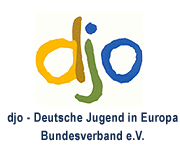 djo
djo - Deutsche Jugend in Europa
Bundesverband e.V.